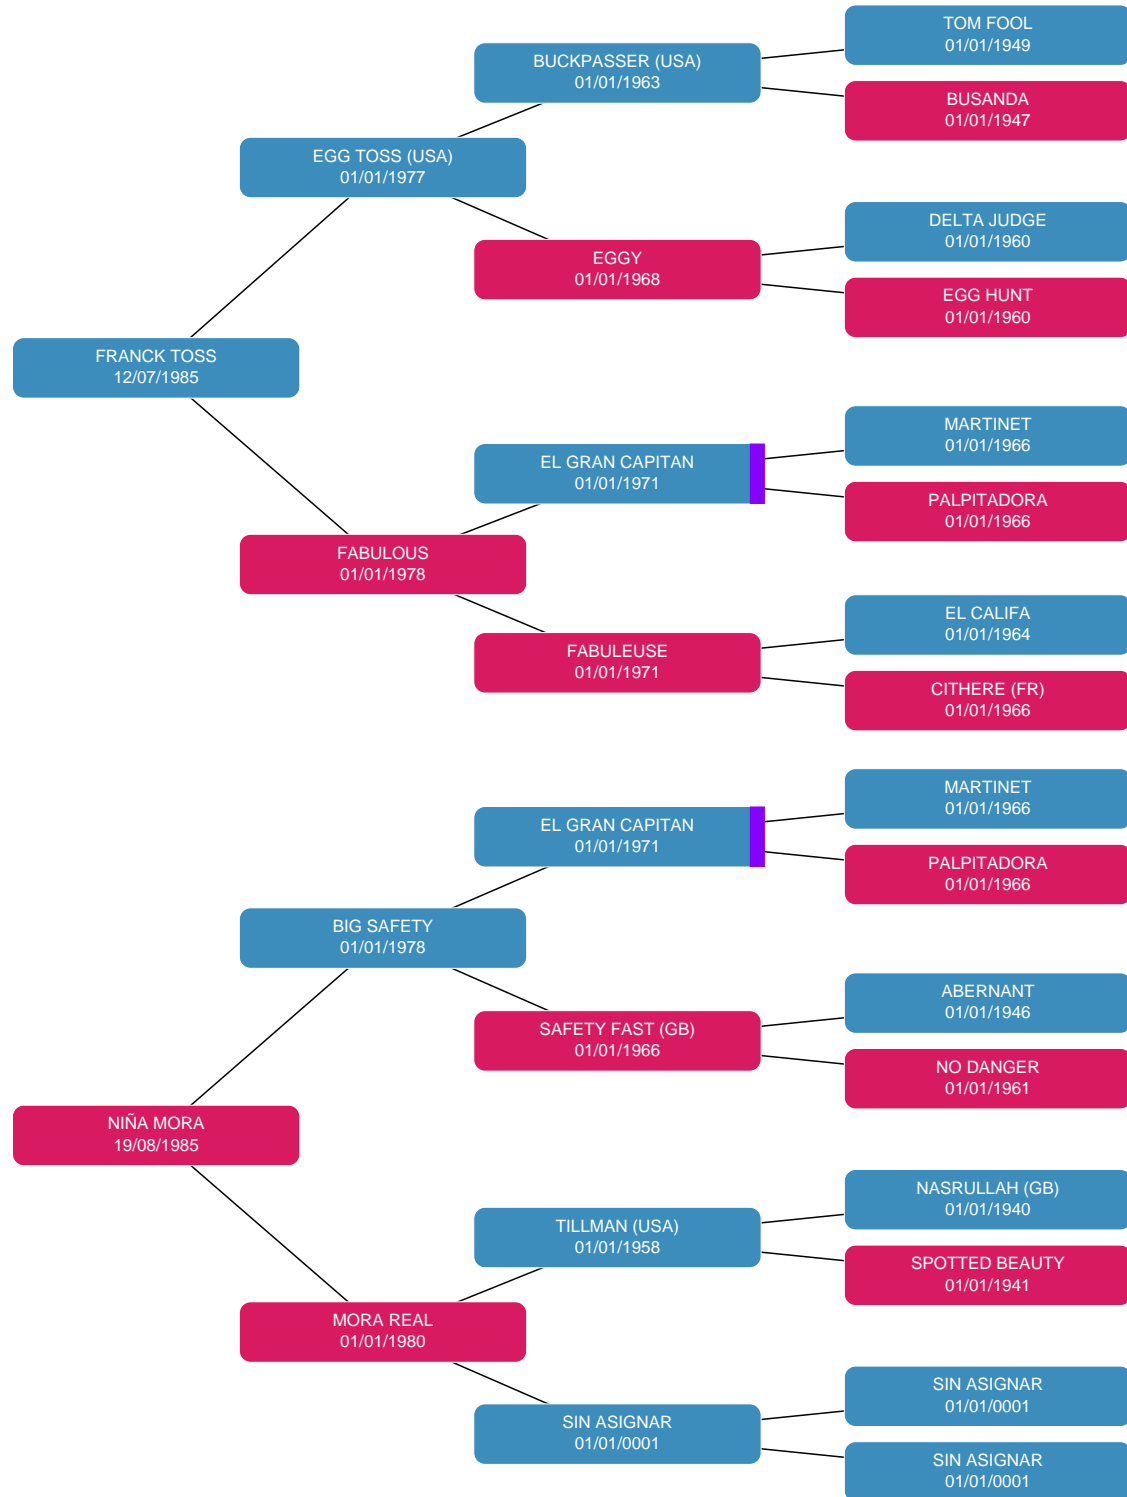 TOM FOOL
01/01/1949
BUCKPASSER (USA)
01/01/1963
BUSANDA
01/01/1947
EGG TOSS (USA)
01/01/1977
DELTA JUDGE
01/01/1960
EGGY
01/01/1968
EGG HUNT
01/01/1960
FRANCK TOSS
12/07/1985
MARTINET
01/01/1966
EL GRAN CAPITAN
01/01/1971
PALPITADORA
01/01/1966
FABULOUS
01/01/1978
EL CALIFA
01/01/1964
FABULEUSE
01/01/1971
CITHERE (FR)
01/01/1966
MARTINET
01/01/1966
EL GRAN CAPITAN
01/01/1971
PALPITADORA
01/01/1966
BIG SAFETY
01/01/1978
ABERNANT
01/01/1946
SAFETY FAST (GB)
01/01/1966
NO DANGER
01/01/1961
NIÑA MORA
19/08/1985
NASRULLAH (GB)
01/01/1940
TILLMAN (USA)
01/01/1958
SPOTTED BEAUTY
01/01/1941
MORA REAL
01/01/1980
SIN ASIGNAR
01/01/0001
SIN ASIGNAR
01/01/0001
SIN ASIGNAR
01/01/0001